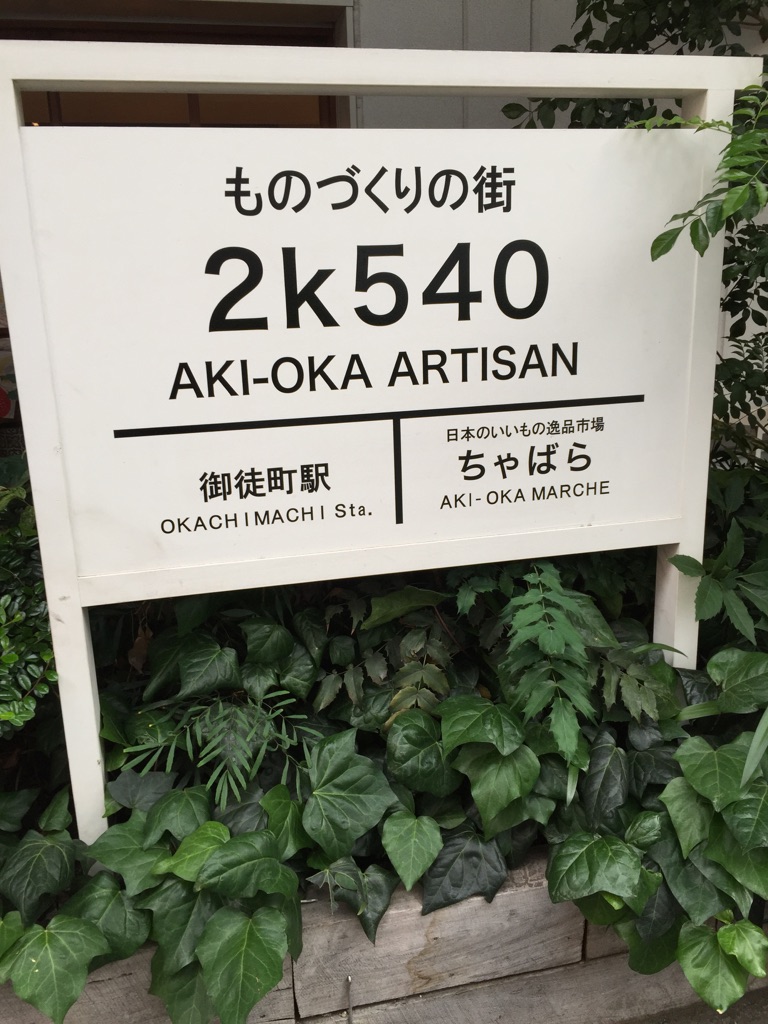 ものづくりの街
2k540
AKI-OKA ARTISAN
御徒町駅
OKACHIMACHI Sta.
日本のいいもの逸品市場
ちゃばら
AKI-OKA MARCHE